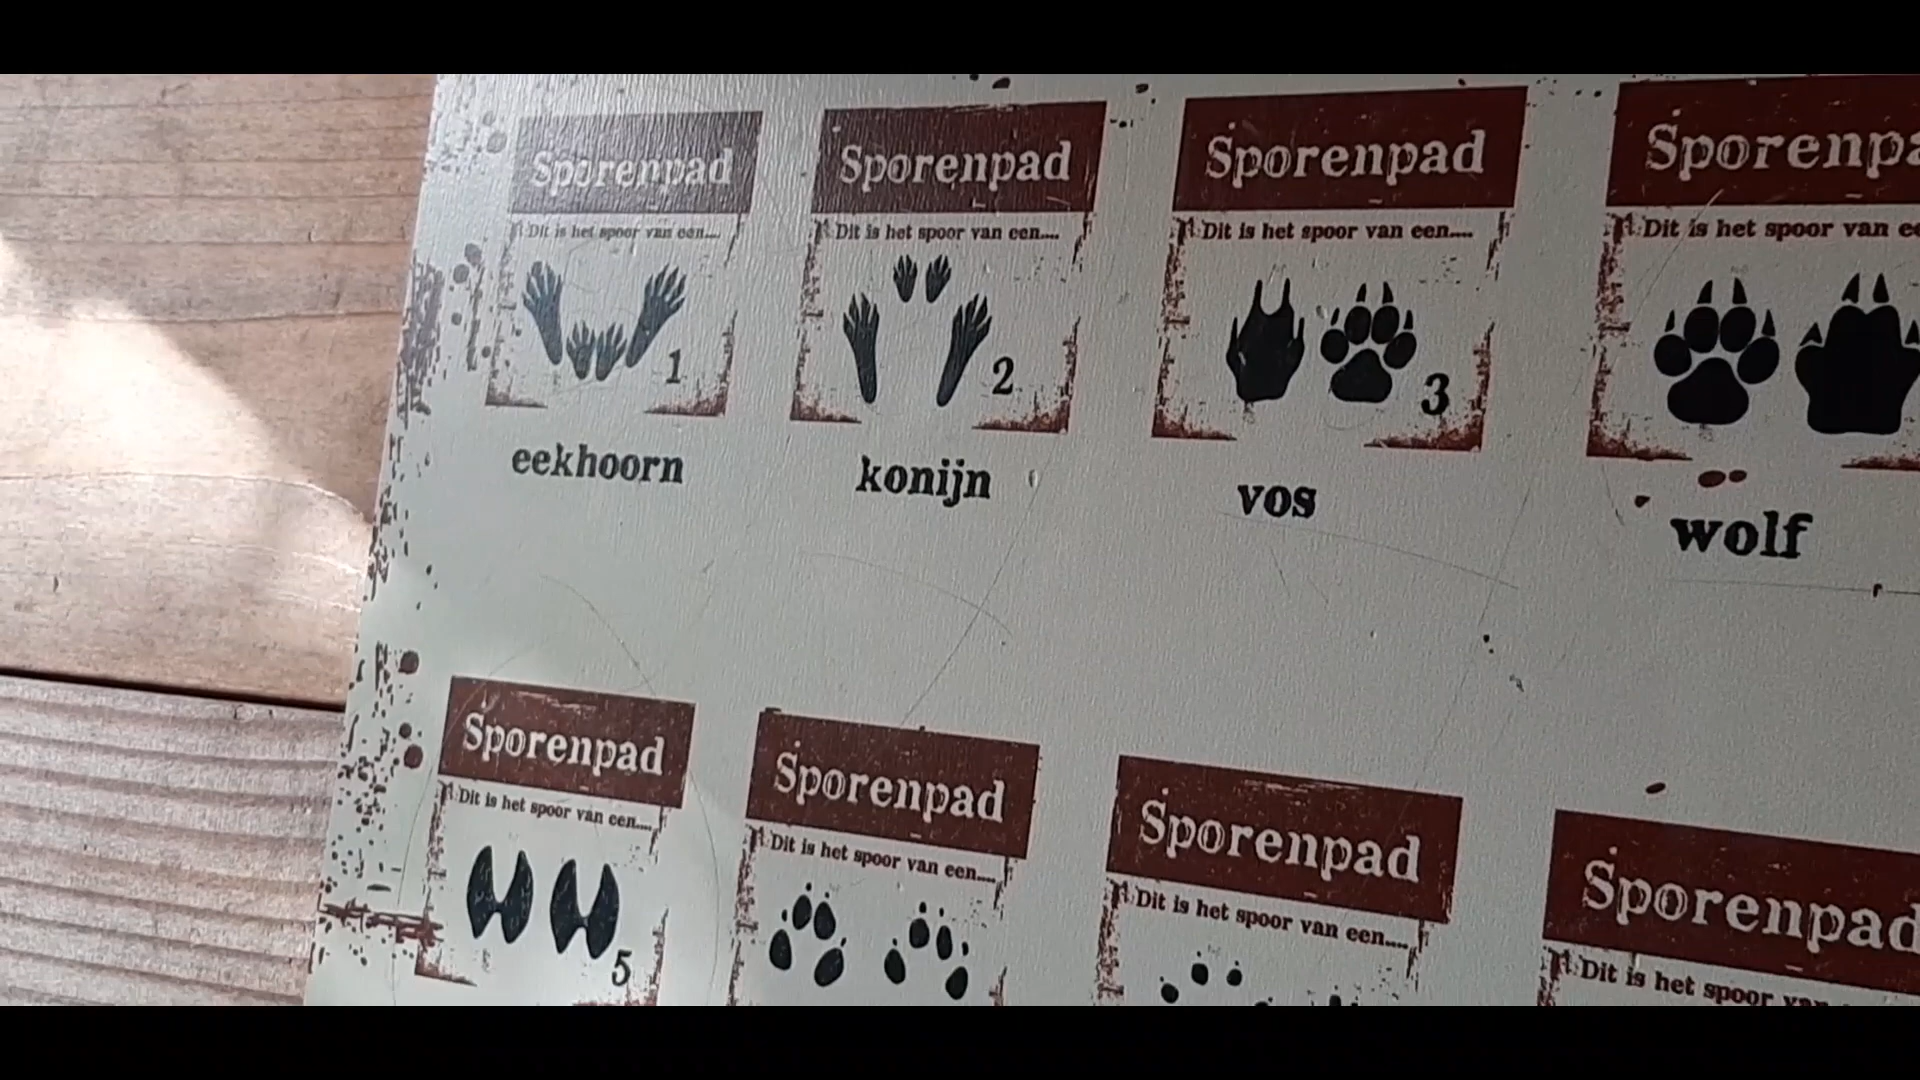 Sporenpad
Dit is het spoor van een....
1
eekhoorn
Sporenpad
Dit is het spoor van een....
2
konijn
Sporenpad
Dit is het spoor van een....
3
vos
Sporenpa
Dit is het spoor van ee
wolf
Sporenpad
Dit is het spoor van een....
5
Sporenpad
Dit is het spoor van een....
Sporenpad
Dit is het spoor van een....
Sporenpad
Dit is het spoor van